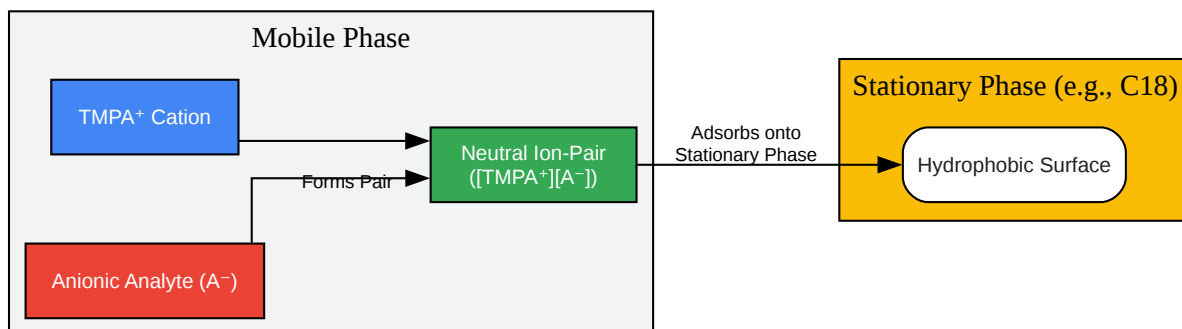 Mobile Phase
TMPA⁺ Cation
Anionic Analyte (A⁻)
Forms Pair
Neutral Ion-Pair
([TMPA⁺][A⁻])
Adsorbs onto
Stationary Phase
Stationary Phase (e.g., C18)
Hydrophobic Surface